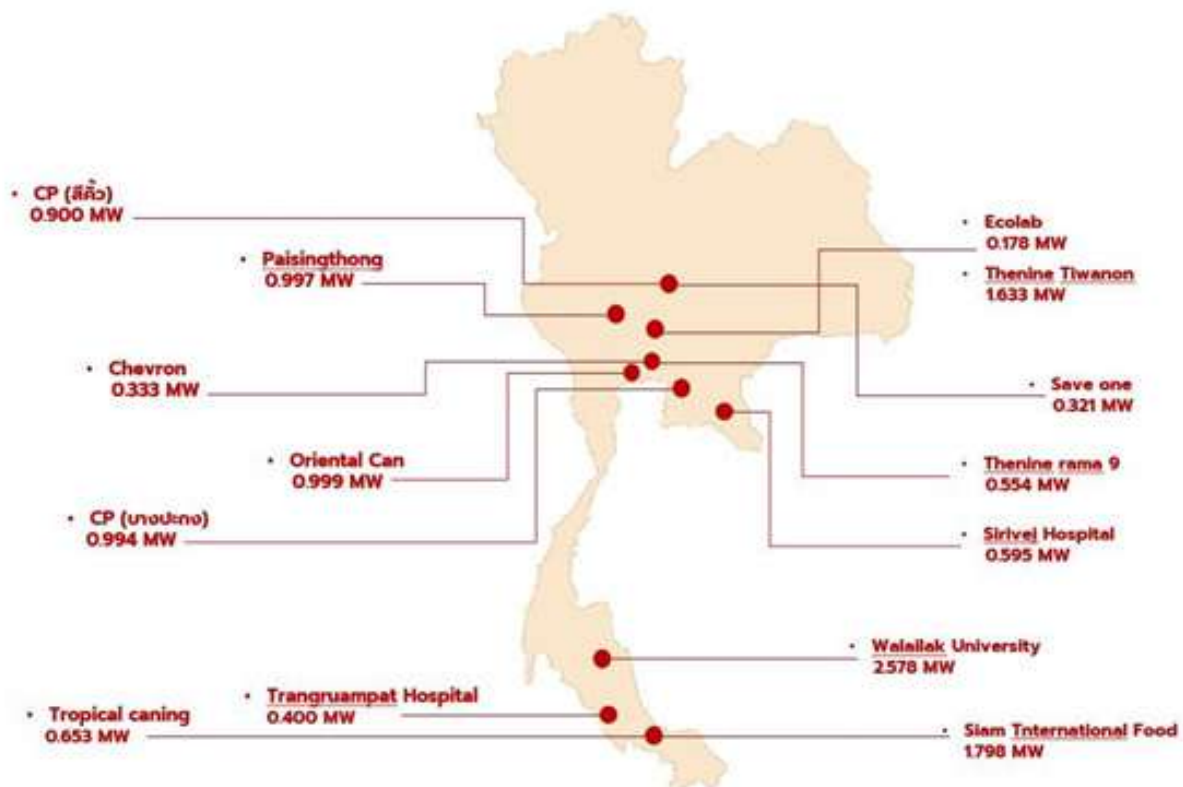 • CP (สีคิ้ว)
0.900 MW
• Paisingthong
0.997 MW
• Chevron
0.333 MW
• Oriental Can
0.999 MW
• CP (บางปะกง)
0.994 MW
• Trangruampat Hospital
0.400 MW
• Tropical caning
0.653 MW
• Ecolab
0.178 MW
• Thenine Tiwanon
1.633 MW
• Save one
0.321 MW
• Thenine rama 9
0.554 MW
• Sirivej Hospital
0.595 MW
• Walailak University
2.578 MW
• Siam Tnternational Food
1.798 MW